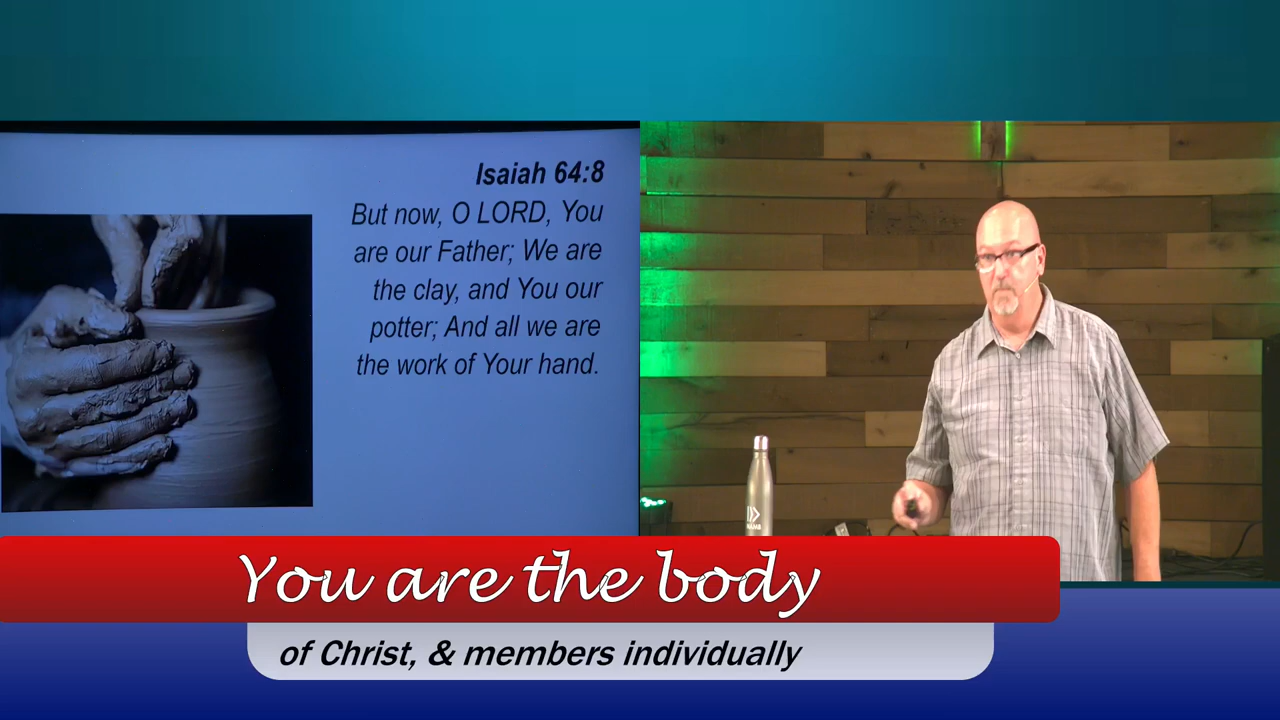 Isaiah 64:8
But now, O LORD, You
are our Father; We are
the clay, and You our
potter; And all we are
the work of Your hand.
You are the body
of Christ, & members individually